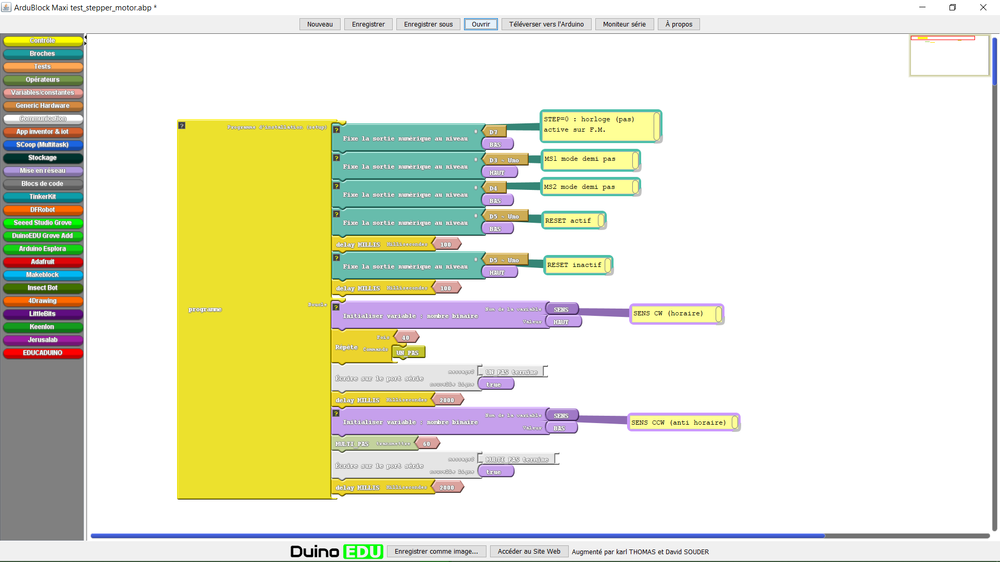 ArduBlock Maxi test_stepper_motor.abp *
Nouveau Enregistrer Enregistrer sous Ouvrir Téléverser vers l'Arduino Moniteur série À propos
Contrôle
Broches
Tests
Opérateurs
Variables/constantes
Generic Hardware
Communication
App inventor & iot
SCoop (Multitask)
Stockage
Mise en réseau
Blocs de code
TinkerKit
DFRobot
Seeed Studio Grove
DuinoEDU Grove Add
Arduino Esplora
Adafruit
Makeblock
Insect Bot
4Drawing
LittleBits
Keenlon
Jerusalab
EDUCADUINO
programme
Programme d'installation (setup)
? Fixe la sortie numérique au niveau # D7
BAS
STEP=0 : horloge (pas)
active sur F.M.
? Fixe la sortie numérique au niveau # D3 ~ Uno
HAUT
MS1 mode demi pas
? Fixe la sortie numérique au niveau # D4
BAS
MS2 mode demi pas
? Fixe la sortie numérique au niveau # D5 ~ Uno
BAS
RESET actif
delay MILLIS Millisecondes 100
? Fixe la sortie numérique au niveau # D5 ~ Uno
HAUT
RESET inactif
delay MILLIS Millisecondes 100
Boucle
? Initialiser variable : nombre binaire Nom de la variable SENS
Valeur HAUT
SENS CW (horaire)
Répète Fois 40
Commands UN_PAS
Écrire sur le port série message2 UN_PAS termine
nouvelle ligne true
delay MILLIS Millisecondes 2000
? Initialiser variable : nombre binaire Nom de la variable SENS
Valeur BAS
SENS CCW (anti horaire)
MULTI_PAS transmettre 60
Écrire sur le port série message2 MULTI_PAS termine
nouvelle ligne true
delay MILLIS Millisecondes 2000
Duino EDU Enregistrer comme image... Accéder au Site Web Augmenté par karl THOMAS et David SOUDER